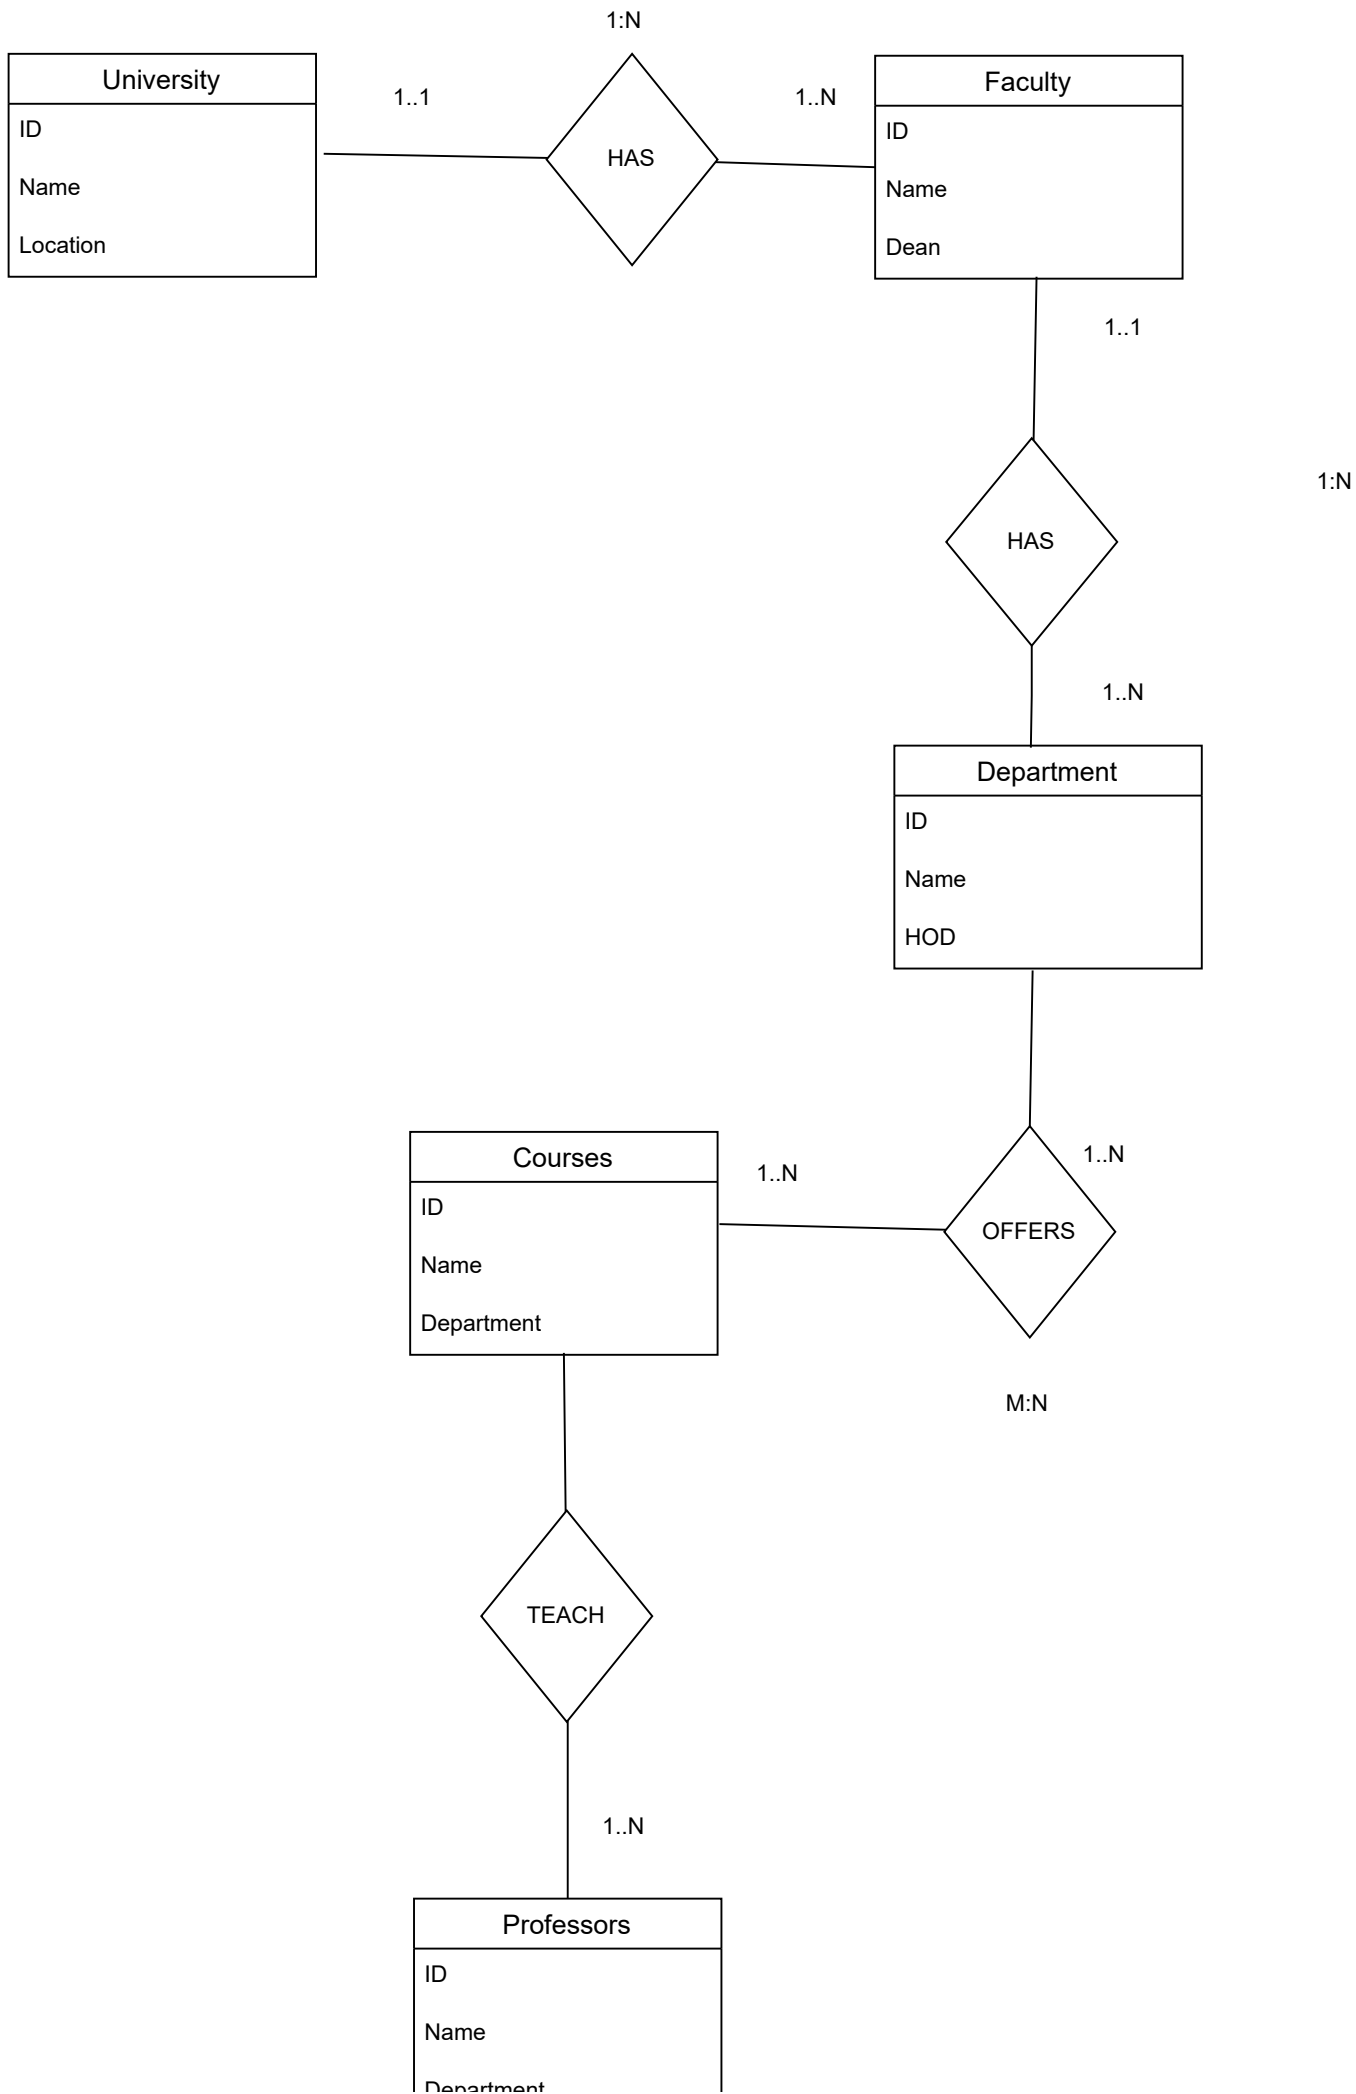 1:N
University
ID
Name
Location
1..1
HAS
1..N
Faculty
ID
Name
Dean
1..1
1:N
HAS
1..N
Department
ID
Name
HOD
1..N
OFFERS
1..N
M:N
Courses
ID
Name
Department
TEACH
1..N
Professors
ID
Name
Department